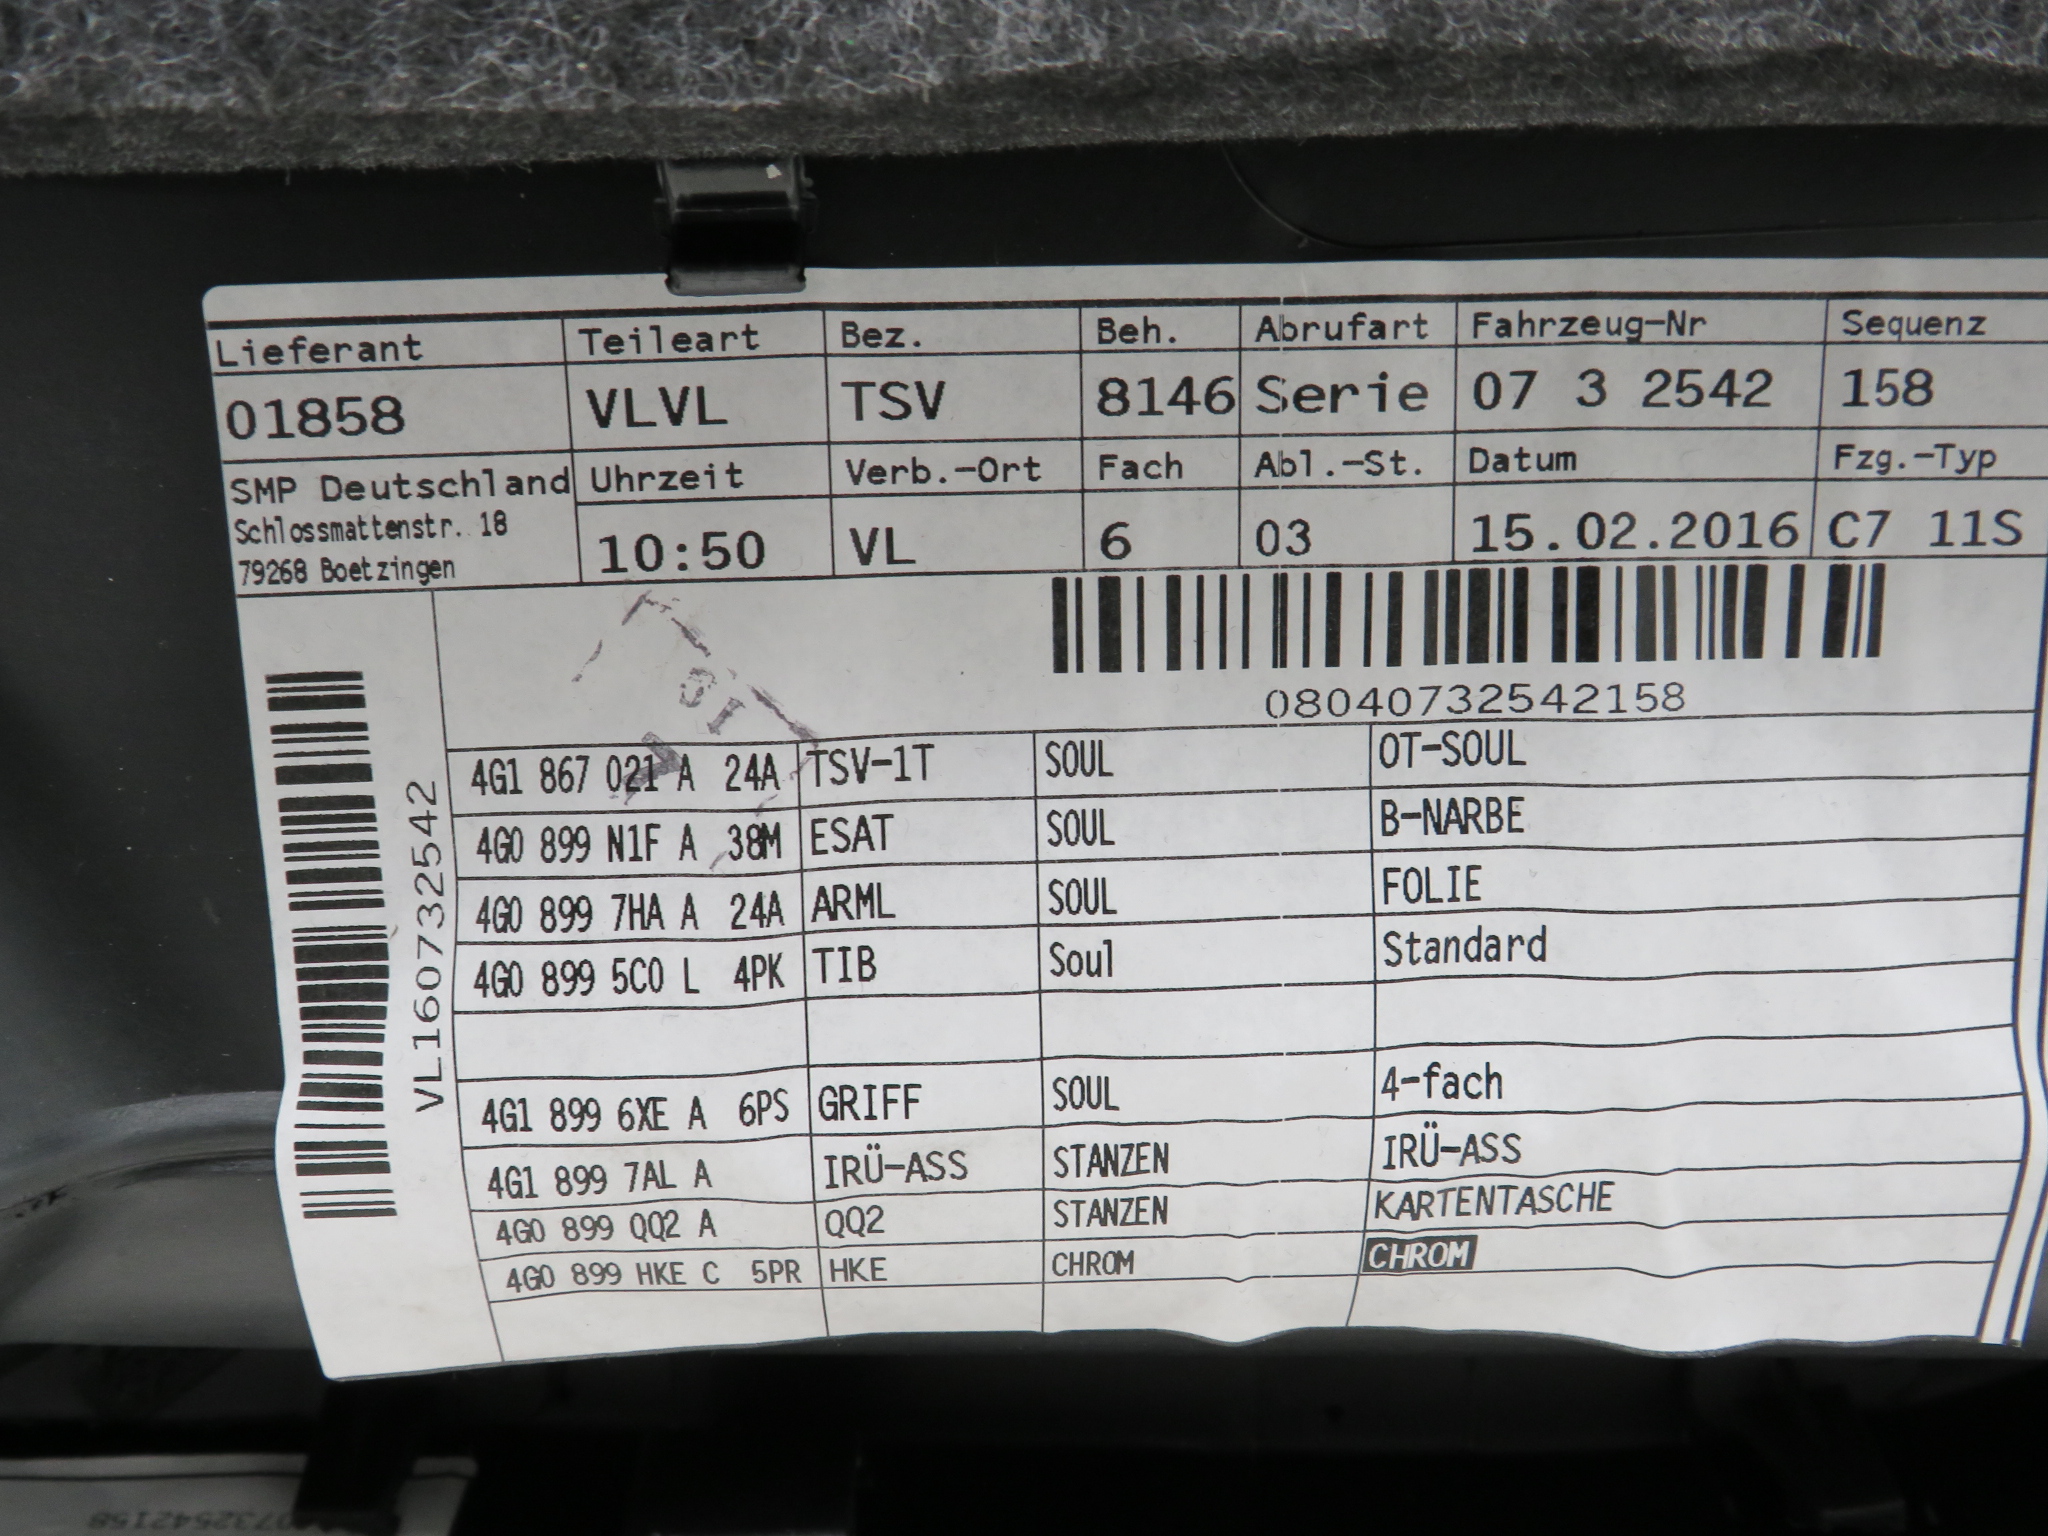 Lieferant Teileart Bez. Beh. Abrufart Fahrzeug-Nr Sequenz
01858 VLVL TSV 8146 Serie 07 3 2542 158
SMP Deutschland Uhrzeit Verb.-Ort Fach Abl.-St. Datum Fzg.-Typ
Schlossmattenstr. 18
79268 Boetzingen
10:50 VL 6 03 15.02.2016 C7 11S
08040732542158
VL160732542
4G1 867 021 A 24A TSV-1T SOUL OT-SOUL
4G0 899 N1F A 38M ESAT SOUL B-NARBE
4G0 899 7HA A 24A ARML SOUL FOLIE
4G0 899 5C0 L 4PK TIB Soul Standard
4G1 899 6XE A 6PS GRIFF SOUL 4-fach
4G1 899 7AL A IRÜ-ASS STANZEN IRÜ-ASS
4G0 899 QQ2 A QQ2 STANZEN KARTENTASCHE
4G0 899 HKE C 5PR HKE CHROM CHROM